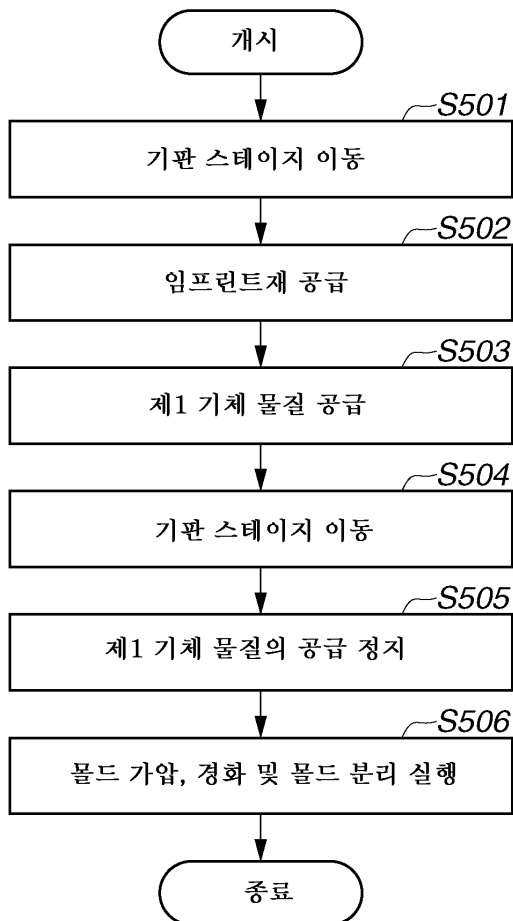 개시
S501
기판 스테이지 이동
S502
임프린트재 공급
S503
제1 기체 물질 공급
S504
기판 스테이지 이동
S505
제1 기체 물질의 공급 정지
S506
몰드 가압, 경화 및 몰드 분리 실행
종료